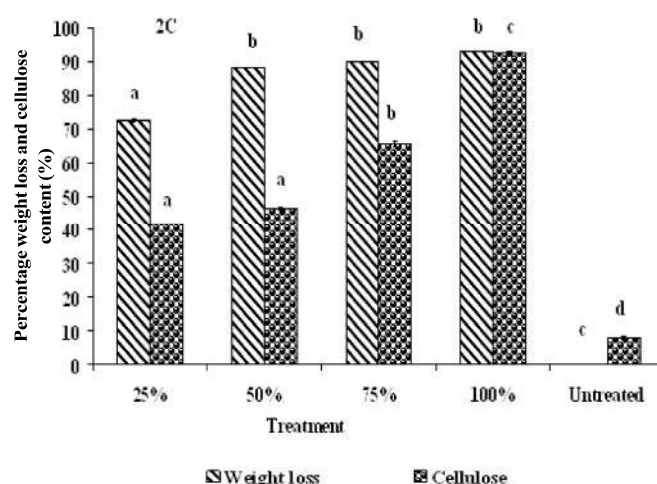 2C
Percentage weight loss and cellulose
content (%)
100
90
80
70
60
50
40
30
20
10
0
a
a
b
a
b
b
b
c
c
d
25%
50%
75%
100%
Untreated
Treatment
Weight loss
Cellulose